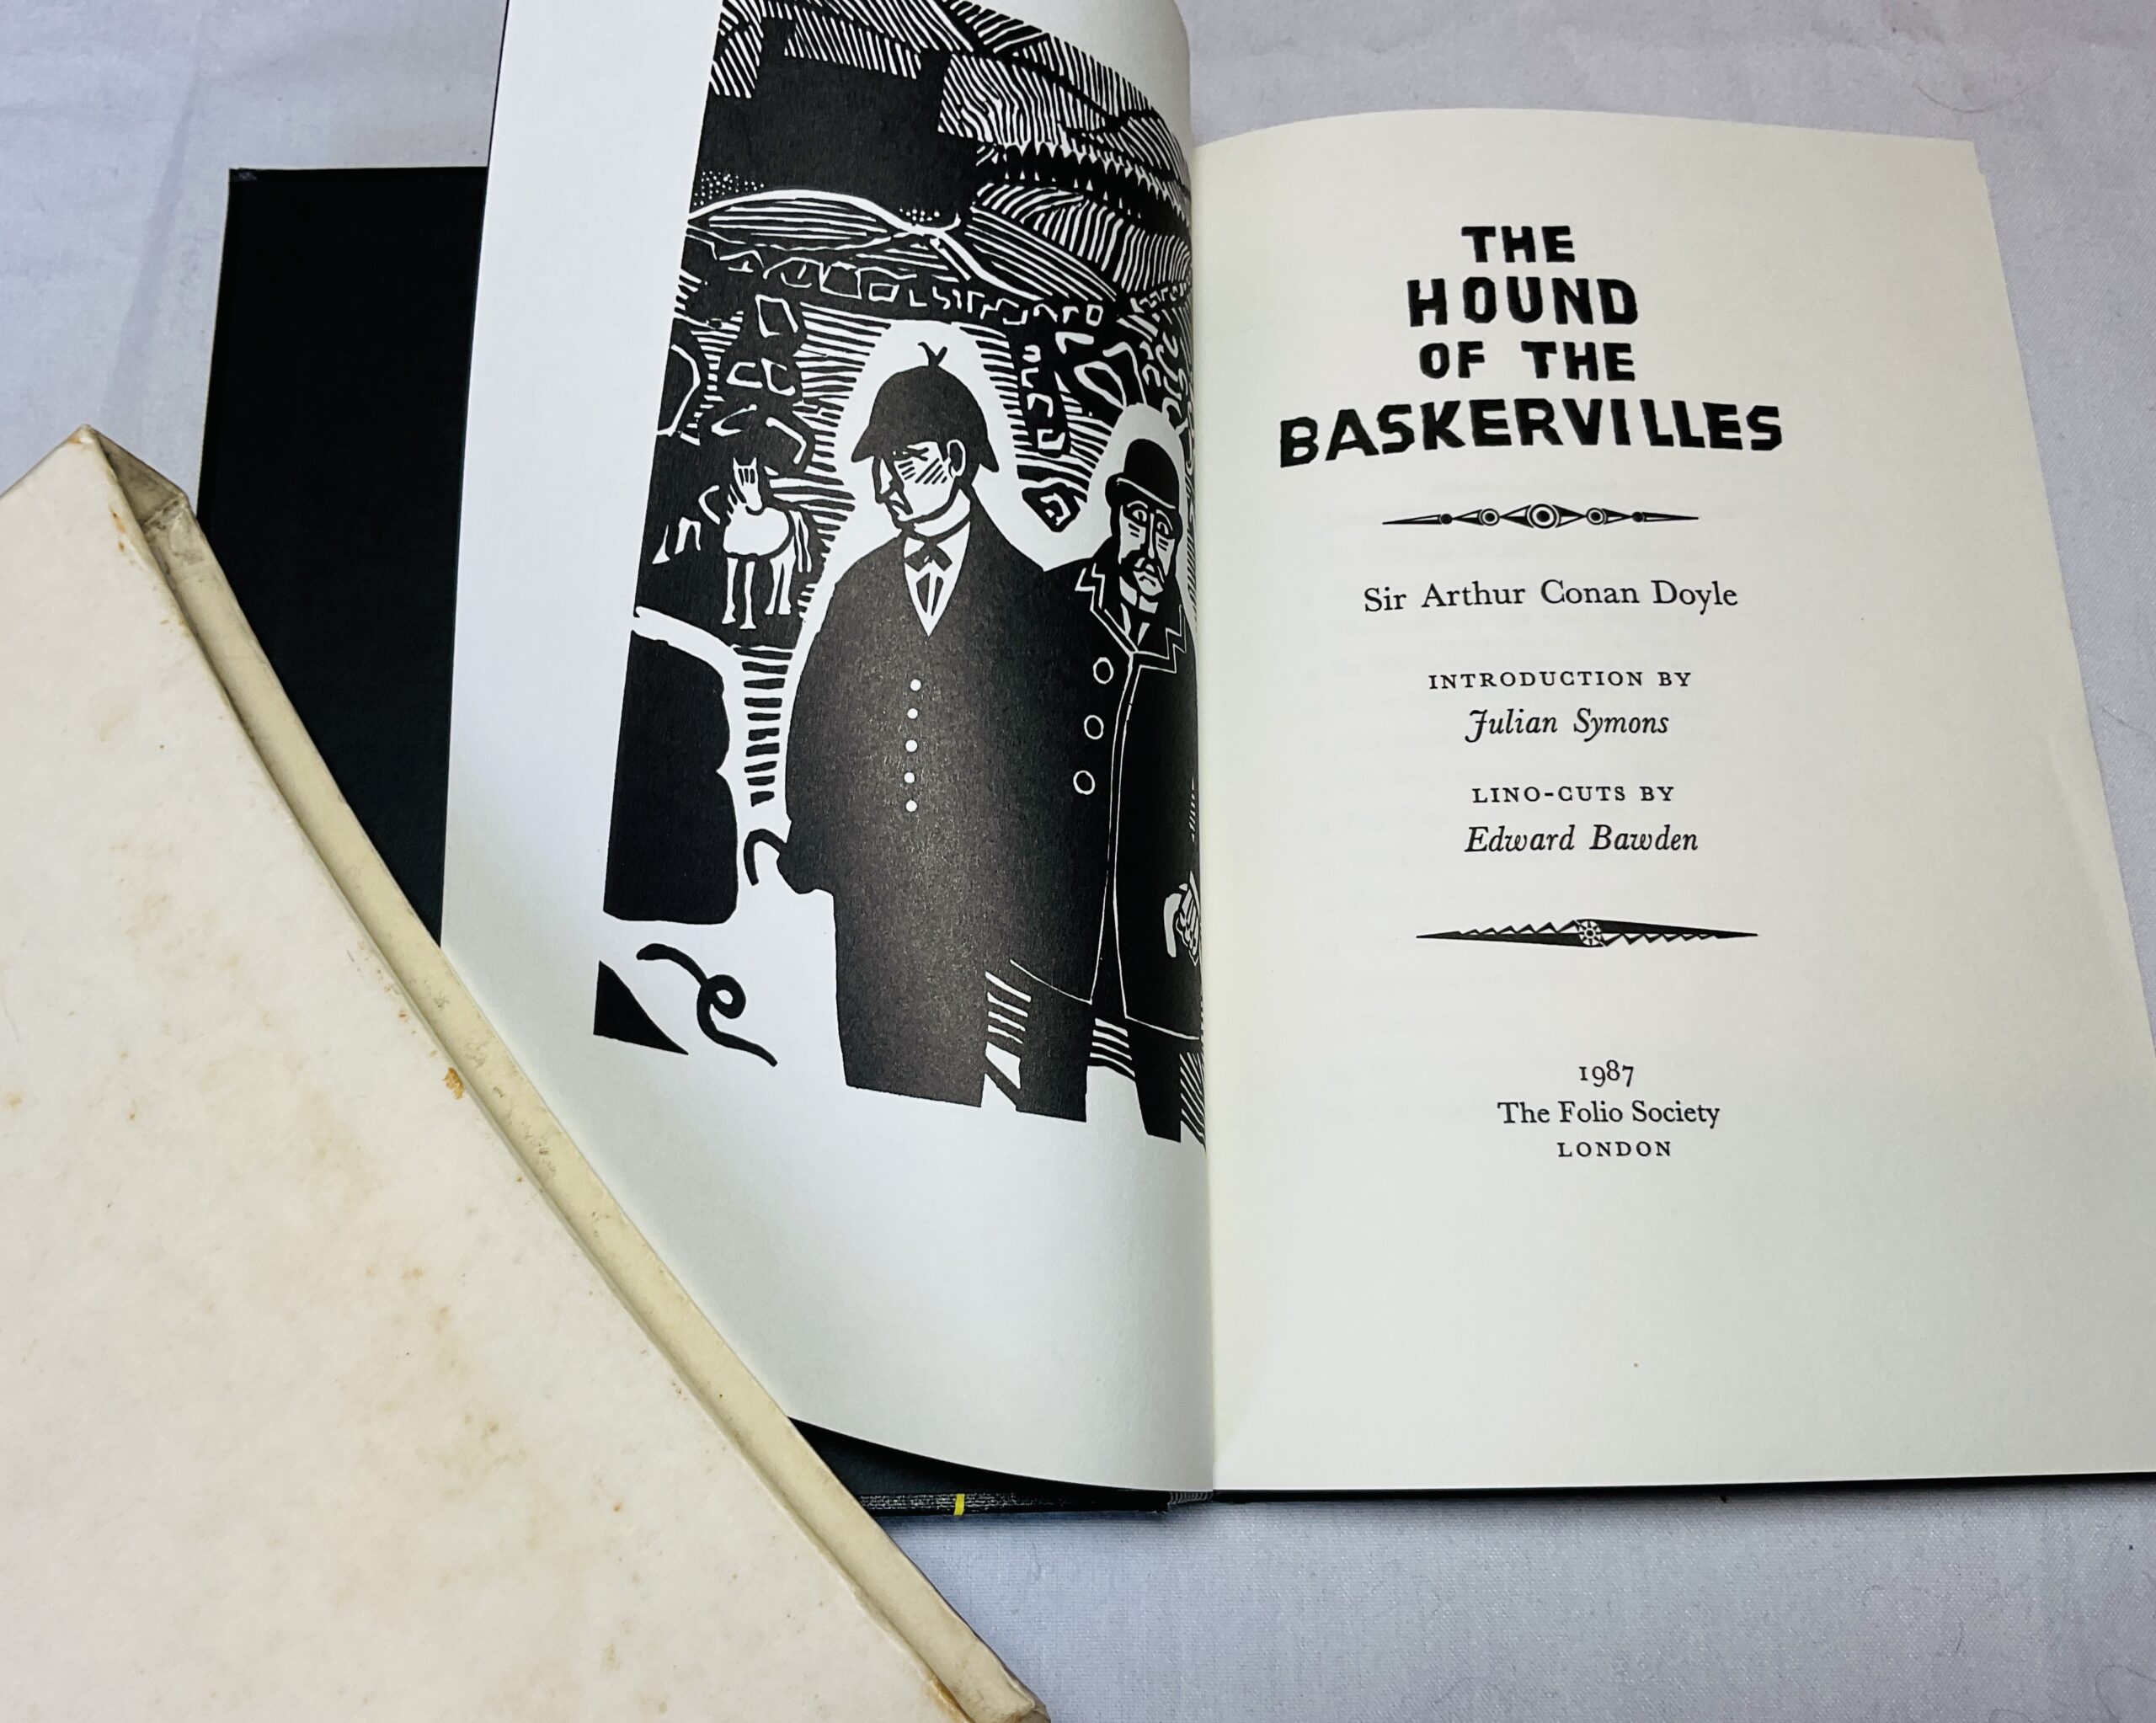 THE
HOUND
OF THE
BASKERVILLES
Sir Arthur Conan Doyle
INTRODUCTION BY
Julian Symons
LINO-CUTS BY
Edward Bawden
1987
The Folio Society
LONDON